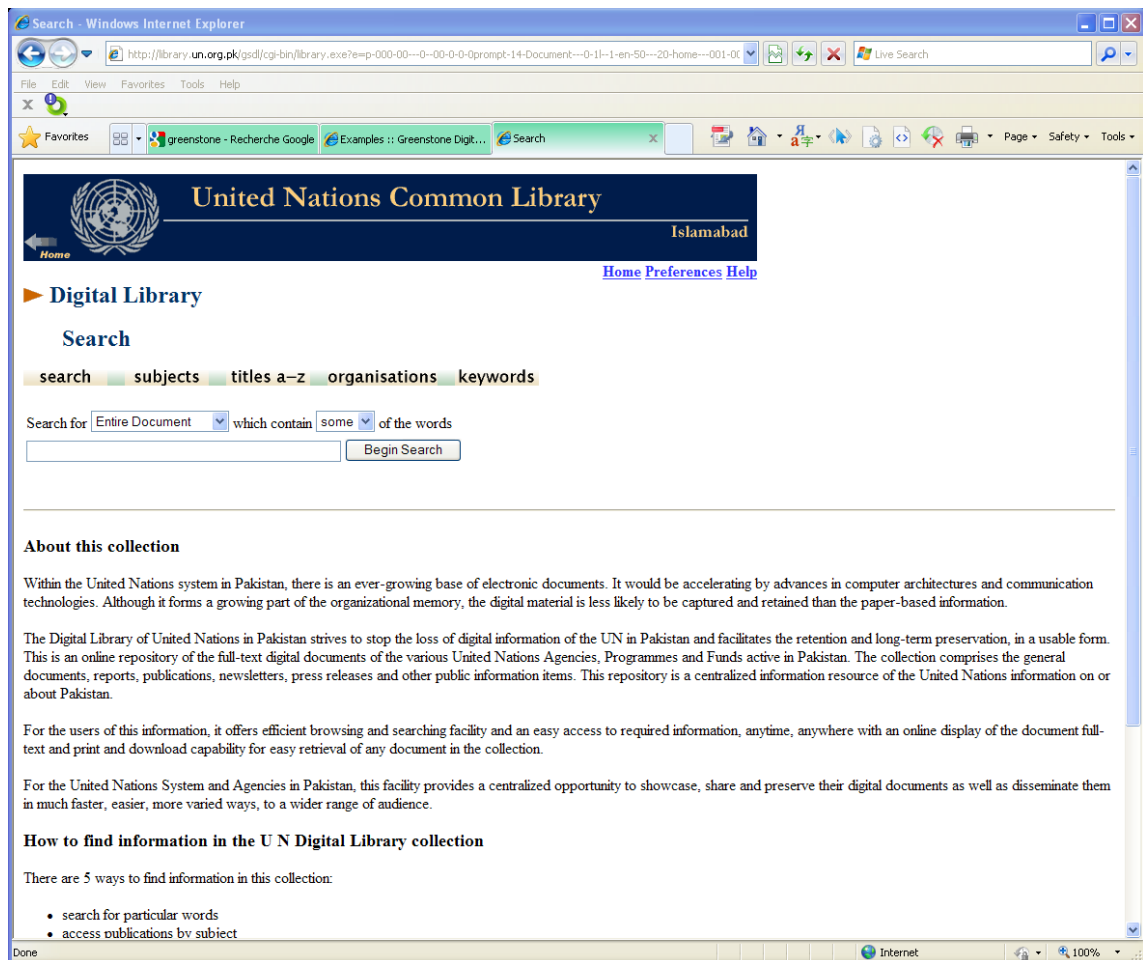 Search - Windows Internet Explorer
http://library.un.org.pk/gsdl/cgi-bin/library.exe?e=p-000-00---0--00-0-0-0prompt-14-Document---0-1l--1-en-50---20-home---001-00
Live Search
File Edit View Favorites Tools Help
x
Favorites
greenstone - Recherche Google
Examples :: Greenstone Digit...
Search
x
Page
Safety
Tools
United Nations Common Library
Islamabad
Home
Home Preferences Help
Digital Library
Search
search subjects titles a–z organisations keywords
Search for Entire Document which contain some of the words
Begin Search
About this collection
Within the United Nations system in Pakistan, there is an ever-growing base of electronic documents. It would be accelerating by advances in computer architectures and communication
technologies. Although it forms a growing part of the organizational memory, the digital material is less likely to be captured and retained than the paper-based information.
The Digital Library of United Nations in Pakistan strives to stop the loss of digital information of the UN in Pakistan and facilitates the retention and long-term preservation, in a usable form.
This is an online repository of the full-text digital documents of the various United Nations Agencies, Programmes and Funds active in Pakistan. The collection comprises the general
documents, reports, publications, newsletters, press releases and other public information items. This repository is a centralized information resource of the United Nations information on or
about Pakistan.
For the users of this information, it offers efficient browsing and searching facility and an easy access to required information, anytime, anywhere with an online display of the document full-
text and print and download capability for easy retrieval of any document in the collection.
For the United Nations System and Agencies in Pakistan, this facility provides a centralized opportunity to showcase, share and preserve their digital documents as well as disseminate them
in much faster, easier, more varied ways, to a wider range of audience.
How to find information in the U N Digital Library collection
There are 5 ways to find information in this collection:
• search for particular words
• access publications by subject
Done
Internet
100%